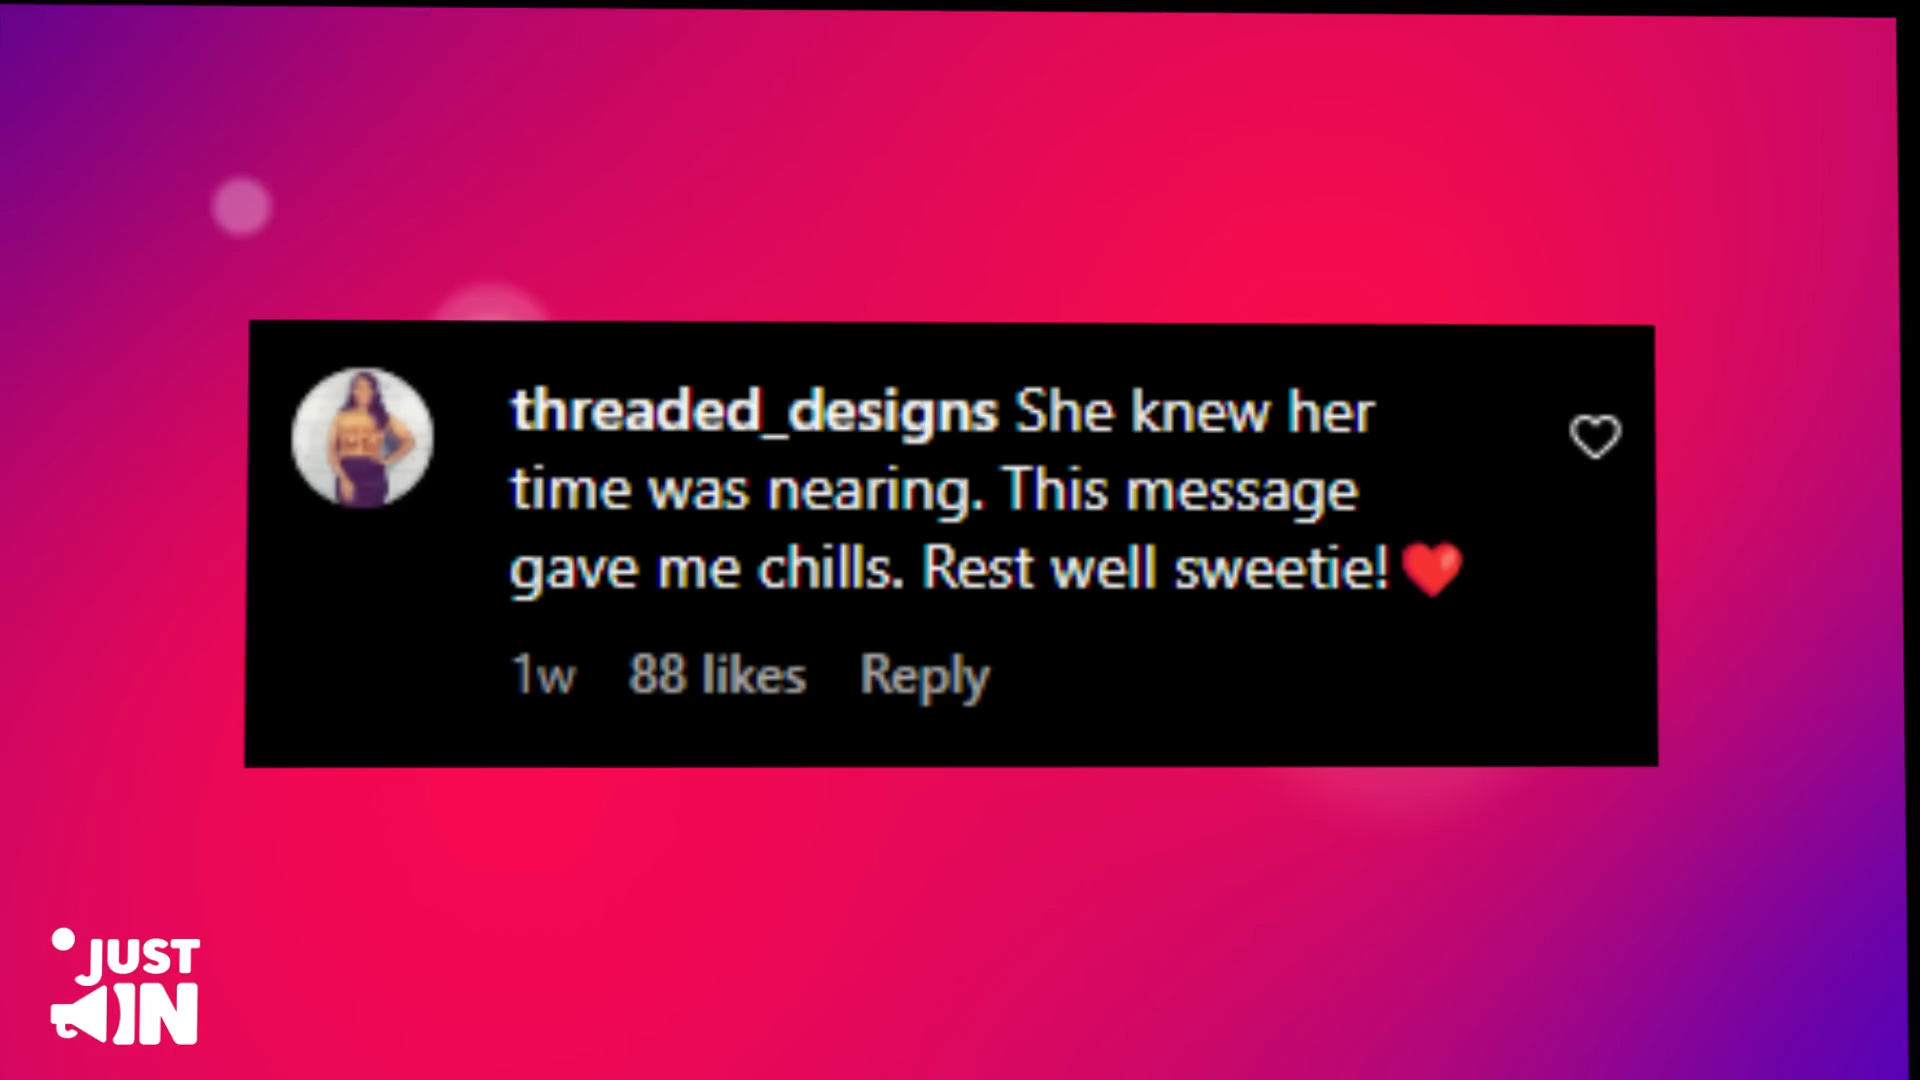 threaded_designs She knew her
time was nearing. This message
gave me chills. Rest well sweetie! ❤️
1w 88 likes Reply
JUST
IN